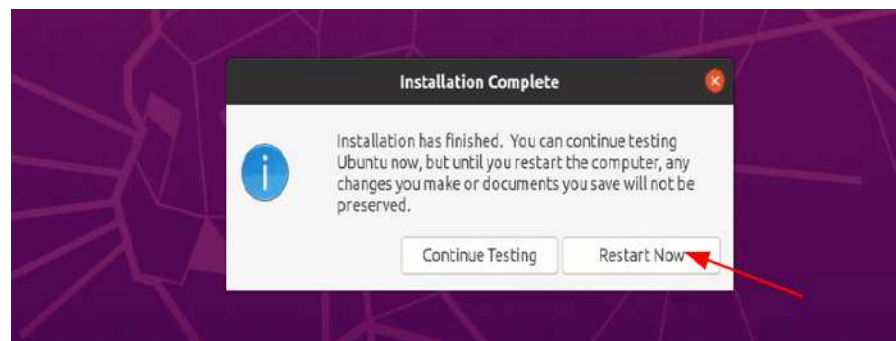 Installation Complete
Installation has finished. You can continue testing
Ubuntu now, but until you restart the computer, any
changes you make or documents you save will not be
preserved.
Continue Testing
Restart Now